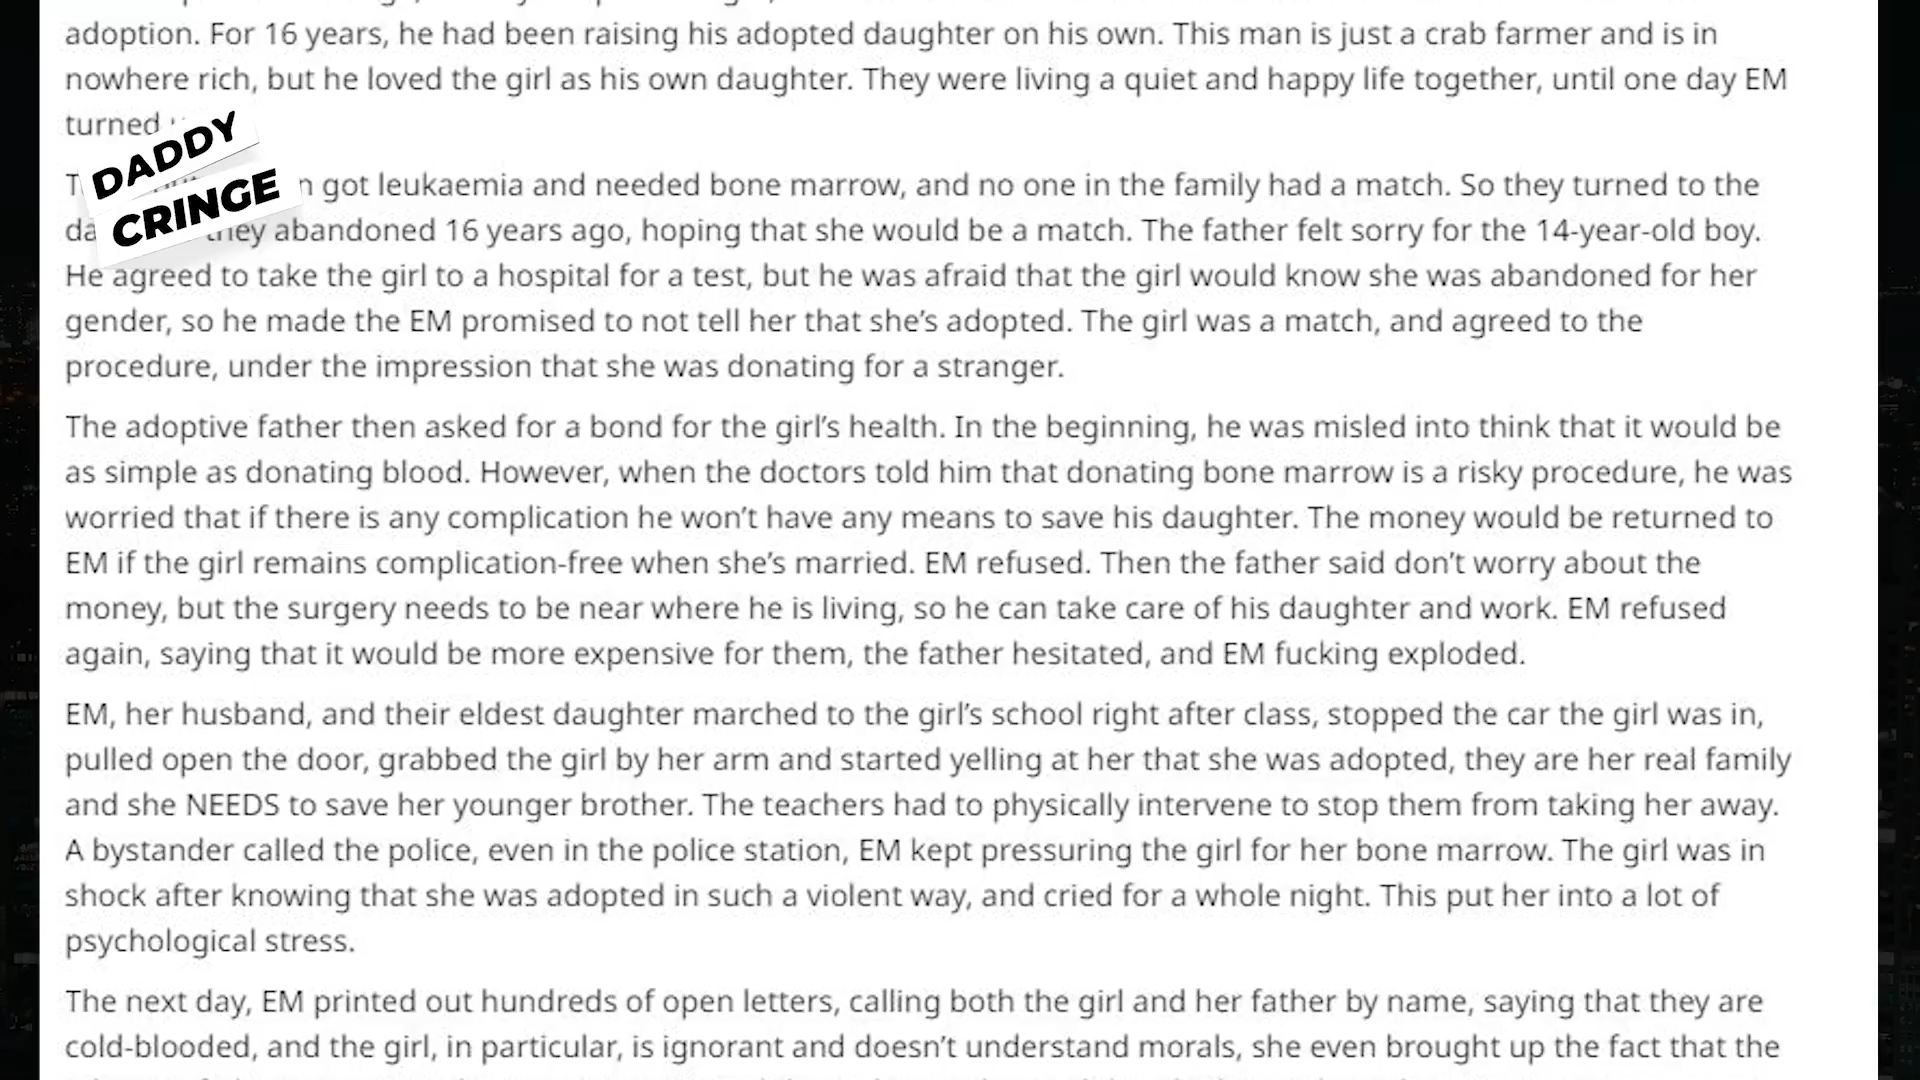 adoption. For 16 years, he had been raising his adopted daughter on his own. This man is just a crab farmer and is in
nowhere rich, but he loved the girl as his own daughter. They were living a quiet and happy life together, until one day EM
turned
DADDY
CRINGE
got leukaemia and needed bone marrow, and no one in the family had a match. So they turned to the
they abandoned 16 years ago, hoping that she would be a match. The father felt sorry for the 14-year-old boy.
He agreed to take the girl to a hospital for a test, but he was afraid that the girl would know she was abandoned for her
gender, so he made the EM promised to not tell her that she’s adopted. The girl was a match, and agreed to the
procedure, under the impression that she was donating for a stranger.
The adoptive father then asked for a bond for the girl’s health. In the beginning, he was misled into think that it would be
as simple as donating blood. However, when the doctors told him that donating bone marrow is a risky procedure, he was
worried that if there is any complication he won’t have any means to save his daughter. The money would be returned to
EM if the girl remains complication-free when she’s married. EM refused. Then the father said don’t worry about the
money, but the surgery needs to be near where he is living, so he can take care of his daughter and work. EM refused
again, saying that it would be more expensive for them, the father hesitated, and EM fucking exploded.
EM, her husband, and their eldest daughter marched to the girl’s school right after class, stopped the car the girl was in,
pulled open the door, grabbed the girl by her arm and started yelling at her that she was adopted, they are her real family
and she NEEDS to save her younger brother. The teachers had to physically intervene to stop them from taking her away.
A bystander called the police, even in the police station, EM kept pressuring the girl for her bone marrow. The girl was in
shock after knowing that she was adopted in such a violent way, and cried for a whole night. This put her into a lot of
psychological stress.
The next day, EM printed out hundreds of open letters, calling both the girl and her father by name, saying that they are
cold-blooded, and the girl, in particular, is ignorant and doesn’t understand morals, she even brought up the fact that the